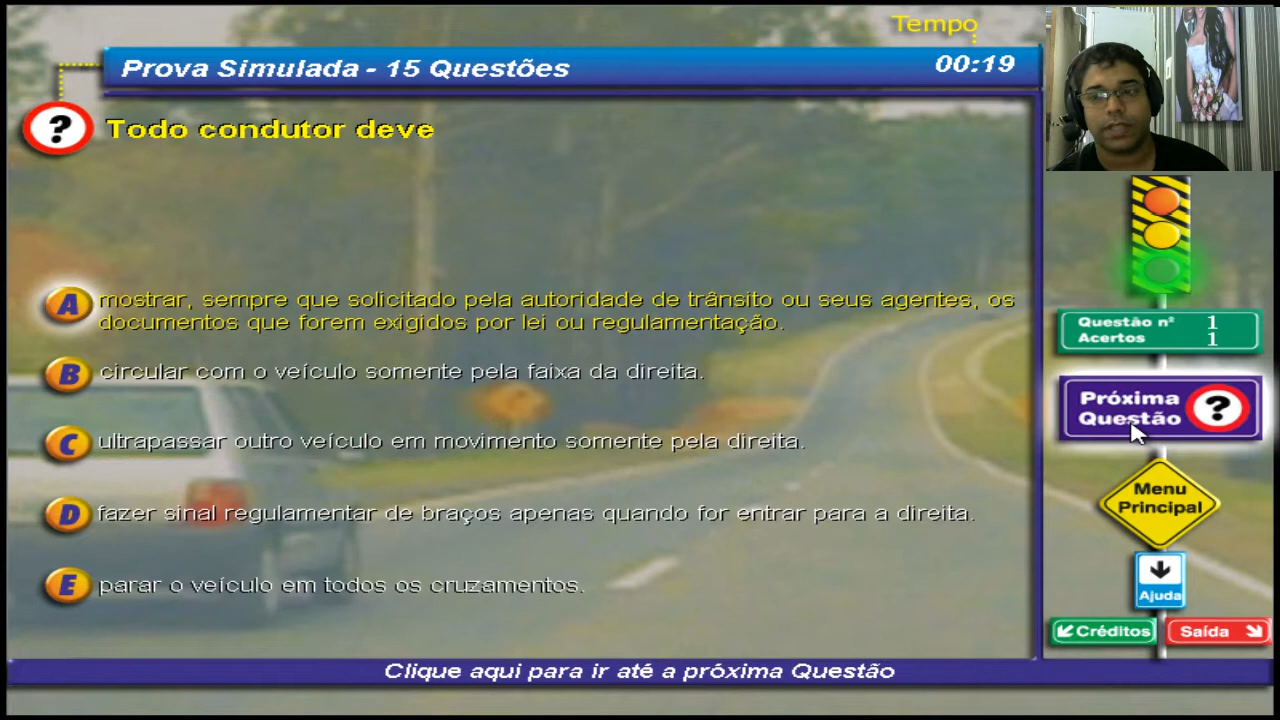 Tempo
Prova Simulada - 15 Questões
00:19
?
Todo condutor deve
A
mostrar, sempre que solicitado pela autoridade de trânsito ou seus agentes, os
documentos que forem exigidos por lei ou regulamentação.
B
circular com o veículo somente pela faixa da direita.
C
ultrapassar outro veículo em movimento somente pela direita.
D
fazer sinal regulamentar de braços apenas quando for entrar para a direita.
E
parar o veículo em todos os cruzamentos.
Questão nº 1
Acertos 1
Próxima
Questão
?
Menu
Principal
Ajuda
Créditos
Saída
Clique aqui para ir até a próxima Questão